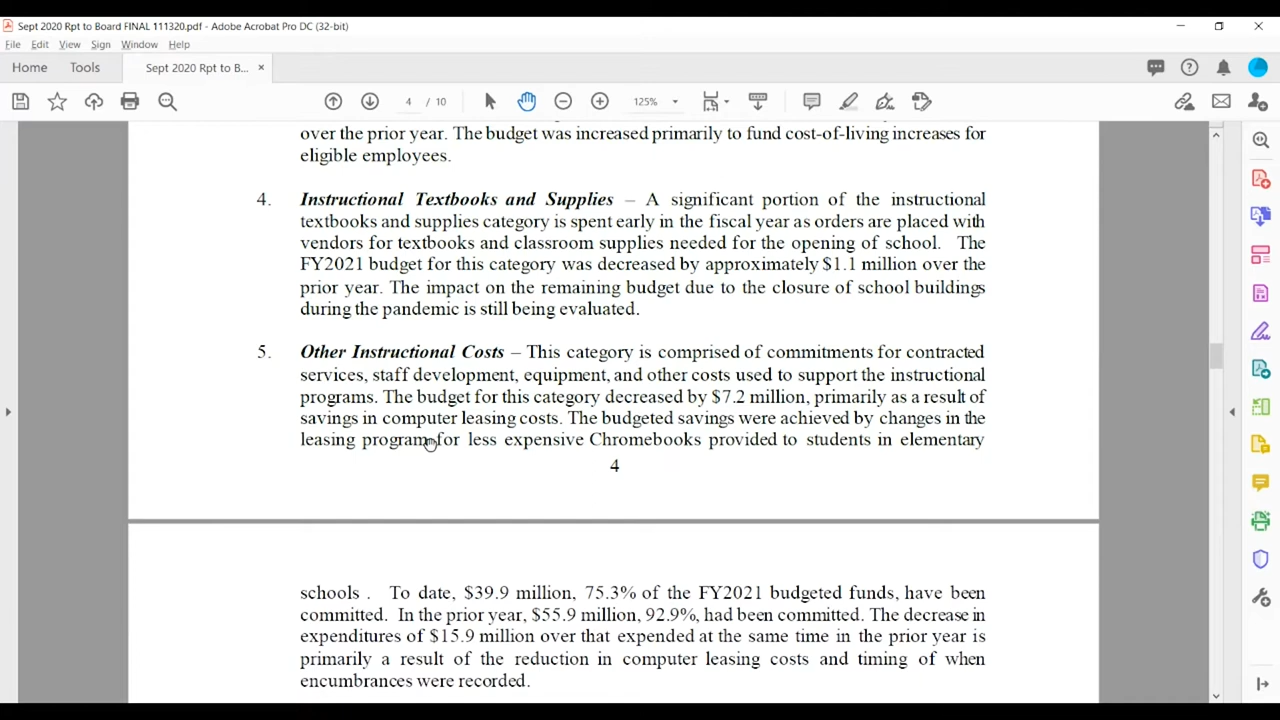 Sept 2020 Rpt to Board FINAL 111320.pdf - Adobe Acrobat Pro DC (32-bit)
File Edit View Sign Window Help
Home Tools Sept 2020 Rpt to B... ×
4 / 10 125%
over the prior year. The budget was increased primarily to fund cost-of-living increases for
eligible employees.
4. Instructional Textbooks and Supplies – A significant portion of the instructional
textbooks and supplies category is spent early in the fiscal year as orders are placed with
vendors for textbooks and classroom supplies needed for the opening of school. The
FY2021 budget for this category was decreased by approximately $1.1 million over the
prior year. The impact on the remaining budget due to the closure of school buildings
during the pandemic is still being evaluated.
5. Other Instructional Costs – This category is comprised of commitments for contracted
services, staff development, equipment, and other costs used to support the instructional
programs. The budget for this category decreased by $7.2 million, primarily as a result of
savings in computer leasing costs. The budgeted savings were achieved by changes in the
leasing program for less expensive Chromebooks provided to students in elementary
4
schools . To date, $39.9 million, 75.3% of the FY2021 budgeted funds, have been
committed. In the prior year, $55.9 million, 92.9%, had been committed. The decrease in
expenditures of $15.9 million over that expended at the same time in the prior year is
primarily a result of the reduction in computer leasing costs and timing of when
encumbrances were recorded.